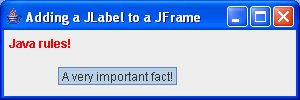 Adding a JLabel to a JFrame
Java rules!
A very important fact!